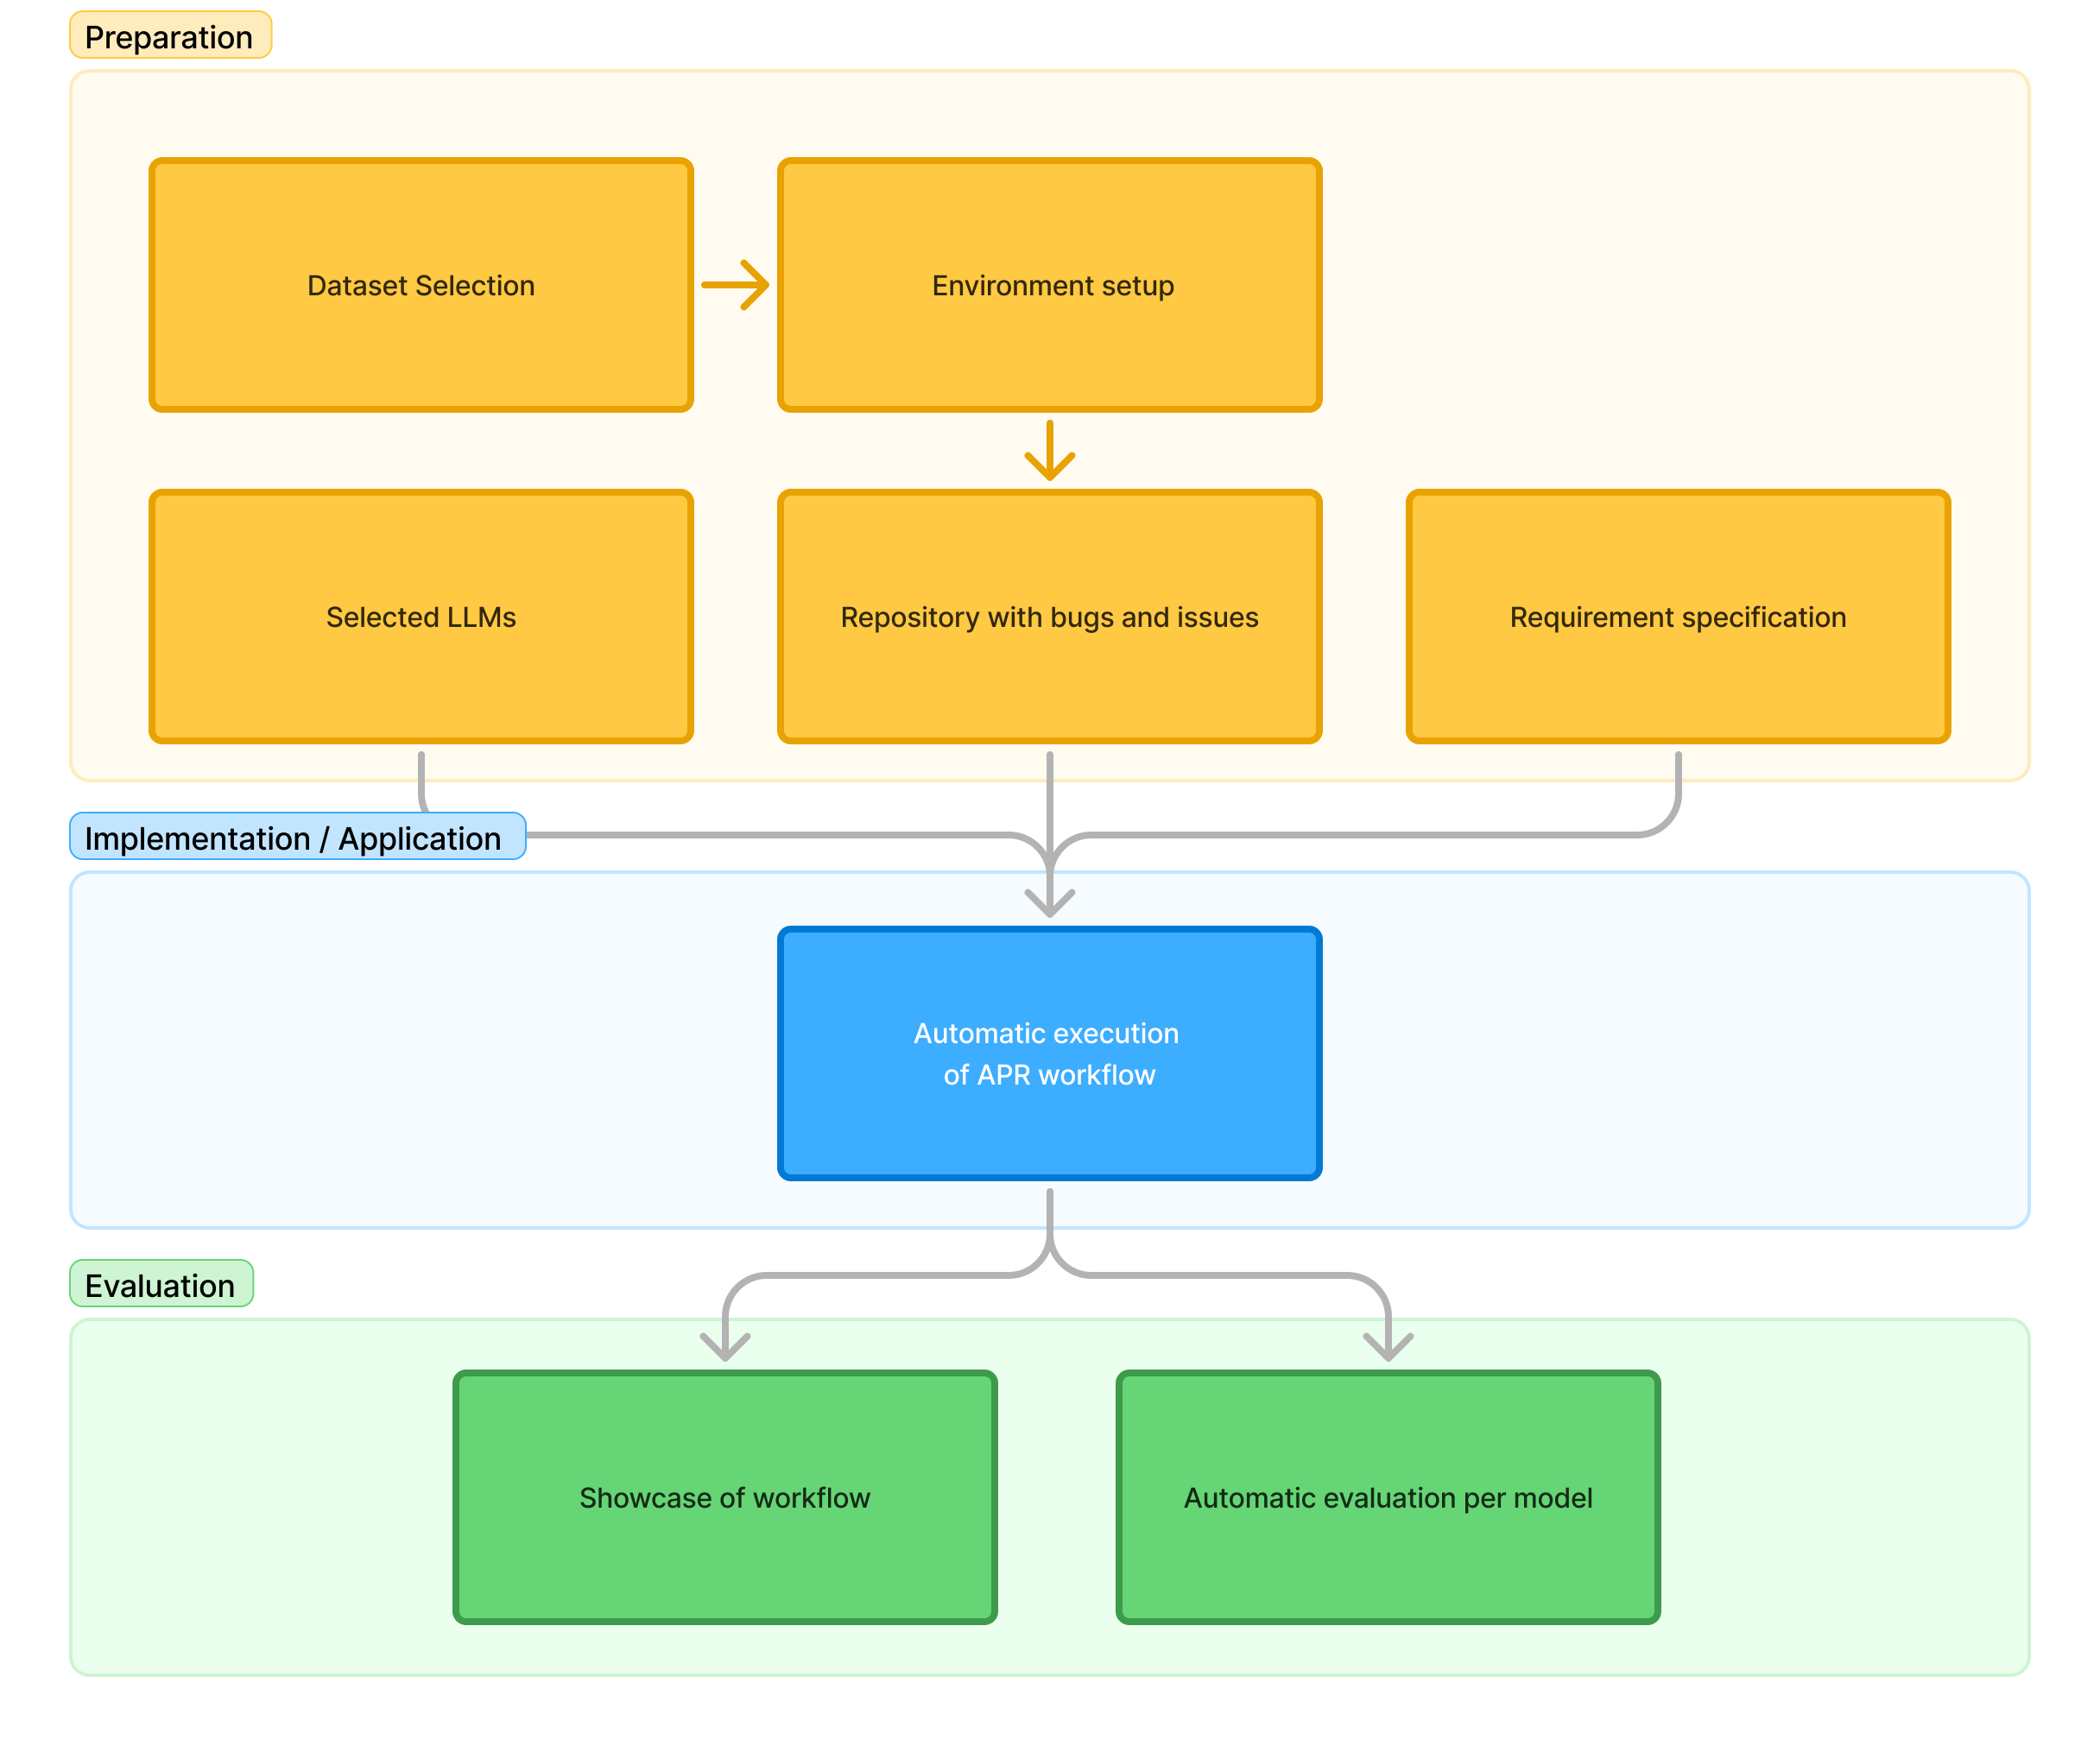 Preparation
Dataset Selection
Environment setup
Selected LLMs
Repository with bugs and issues
Requirement specification
Implementation / Application
Automatic execution
of APR workflow
Evaluation
Showcase of workflow
Automatic evaluation per model